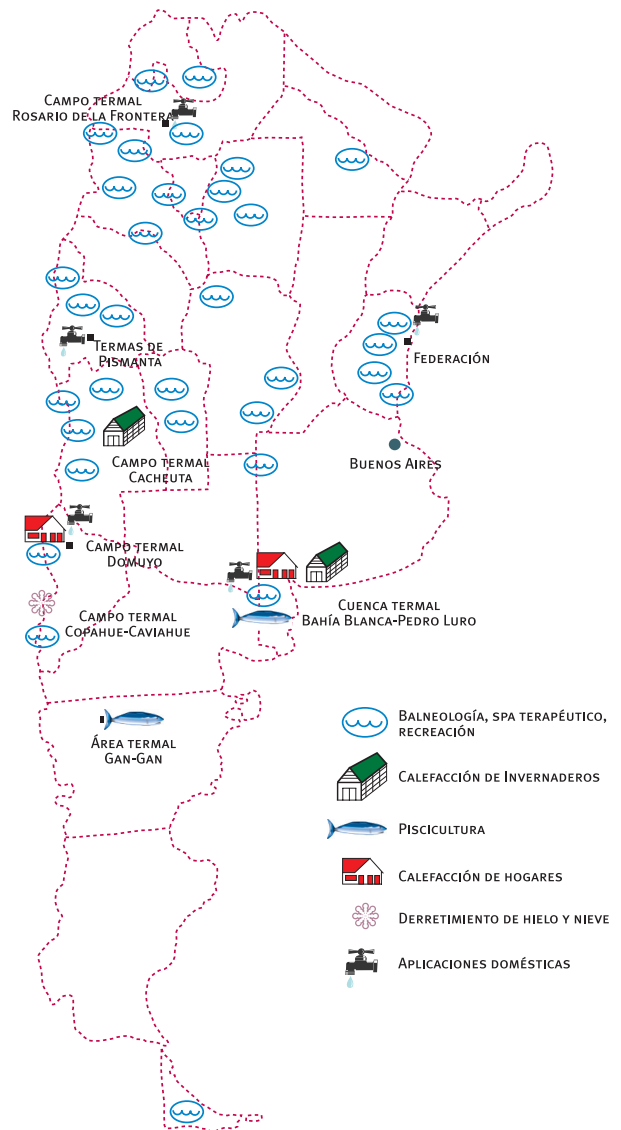 Campo termal
Rosario de la Frontera
Termas de
Pismanta
Federación
Campo termal
Cacheuta
Buenos Aires
Campo termal
Domuyo
Campo termal
Copahue-Caviahue
Cuenca termal
Bahía Blanca-Pedro Luro
Área termal
Gan-Gan
Balneología, spa terapéutico,
recreación
Calefacción de Invernaderos
Piscicultura
Calefacción de hogares
Derretimiento de hielo y nieve
Aplicaciones domésticas